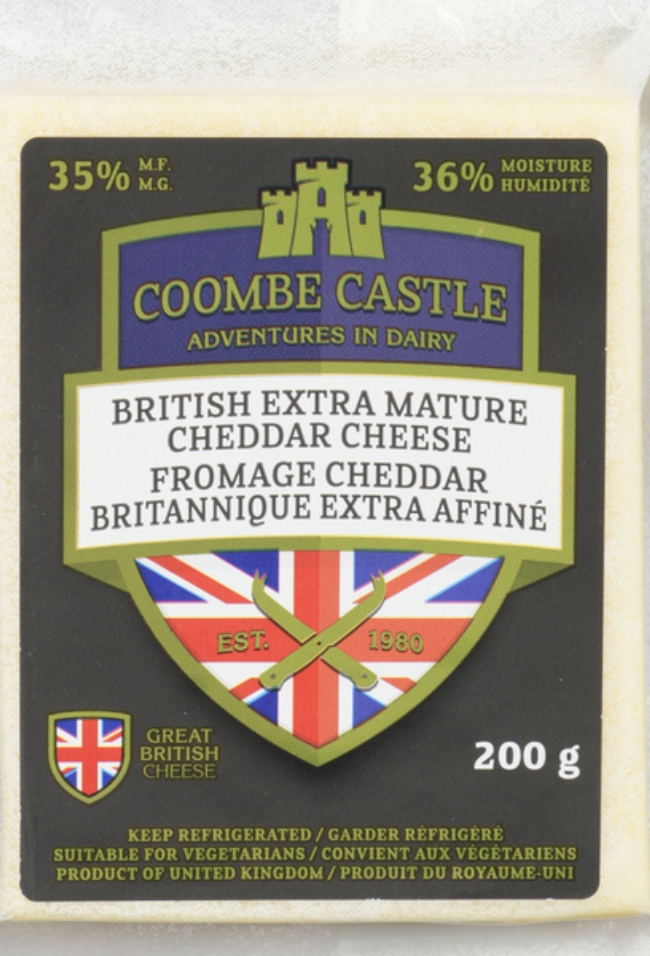 35% M.F.
M.G.
36% MOISTURE
HUMIDITÉ
COOMBE CASTLE
ADVENTURES IN DAIRY
BRITISH EXTRA MATURE
CHEDDAR CHEESE
FROMAGE CHEDDAR
BRITANNIQUE EXTRA AFFINÉ
EST. 1980
GREAT
BRITISH
CHEESE
200 g
KEEP REFRIGERATED / GARDER RÉFRIGÉRÉ
SUITABLE FOR VEGETARIANS / CONVIENT AUX VÉGÉTARIENS
PRODUCT OF UNITED KINGDOM / PRODUIT DU ROYAUME-UNI